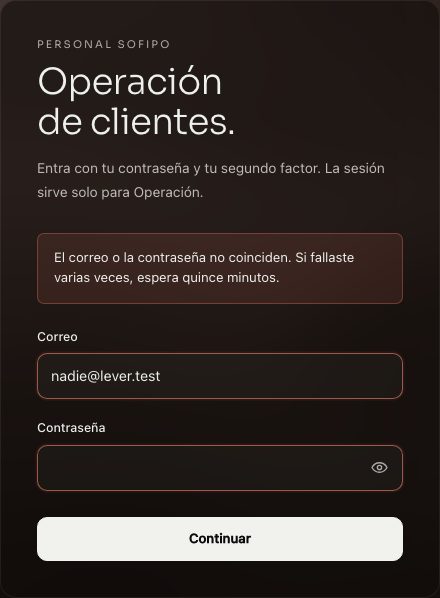 PERSONAL SOFIPO
Operación
de clientes.
Entra con tu contraseña y tu segundo factor. La sesión
sirve solo para Operación.
El correo o la contraseña no coinciden. Si fallaste
varias veces, espera quince minutos.
Correo
nadie@lever.test
Contraseña
Continuar